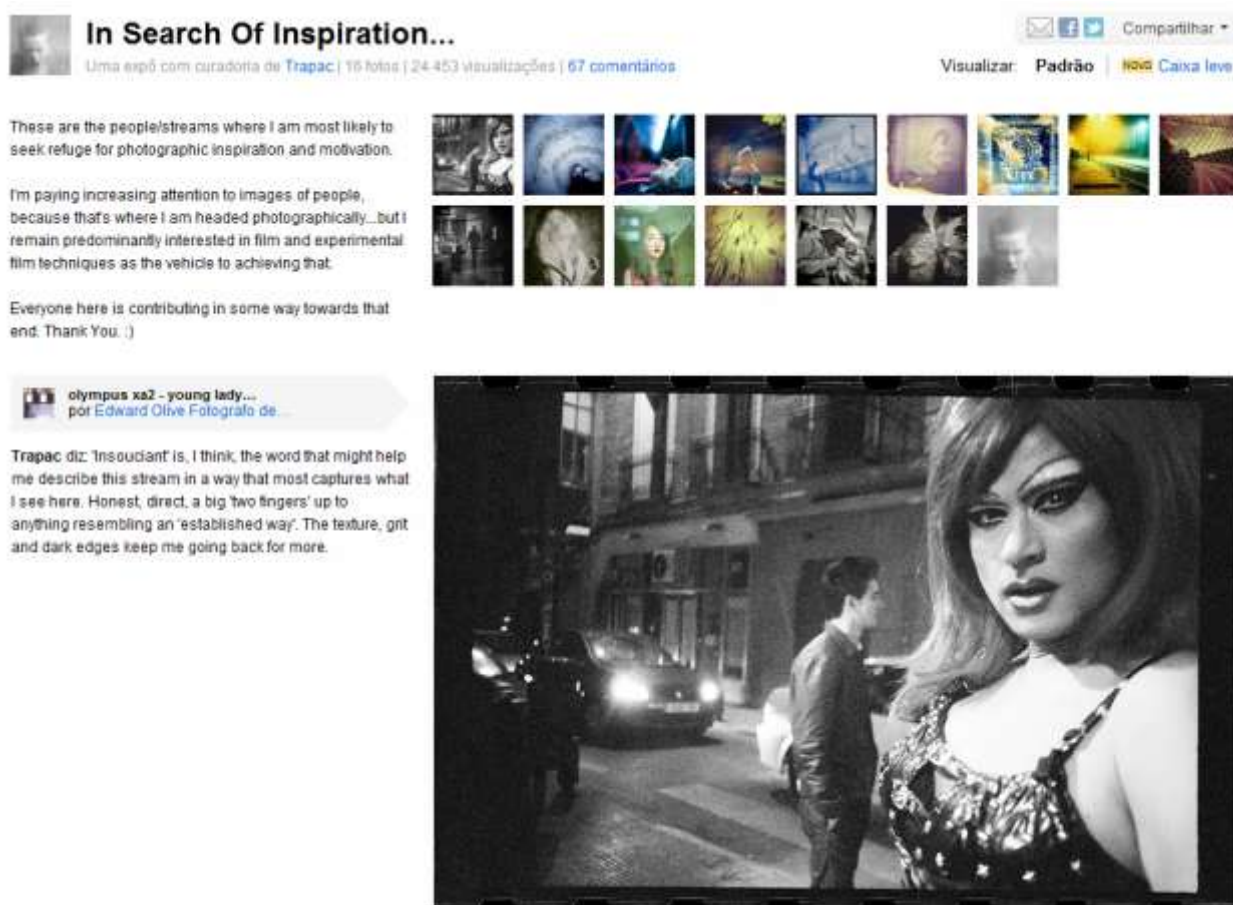 In Search Of Inspiration...
Uma expô com curadoria de Trapac | 16 fotos | 24 453 visualizações | 67 comentários
Compartilhar
Visualizar: Padrão | NOVO Caixa leve
These are the people/streams where I am most likely to
seek refuge for photographic inspiration and motivation.
I'm paying increasing attention to images of people,
because that's where I am headed photographically...but I
remain predominantly interested in film and experimental
film techniques as the vehicle to achieving that.
Everyone here is contributing in some way towards that
end. Thank You. :)
olympus xa2 - young lady...
por Edward Olive Fotografo de...
Trapac diz: 'Insouciant' is, I think, the word that might help
me describe this stream in a way that most captures what
I see here. Honest, direct, a big 'two fingers' up to
anything resembling an 'established way'. The texture, grit
and dark edges keep me going back for more.